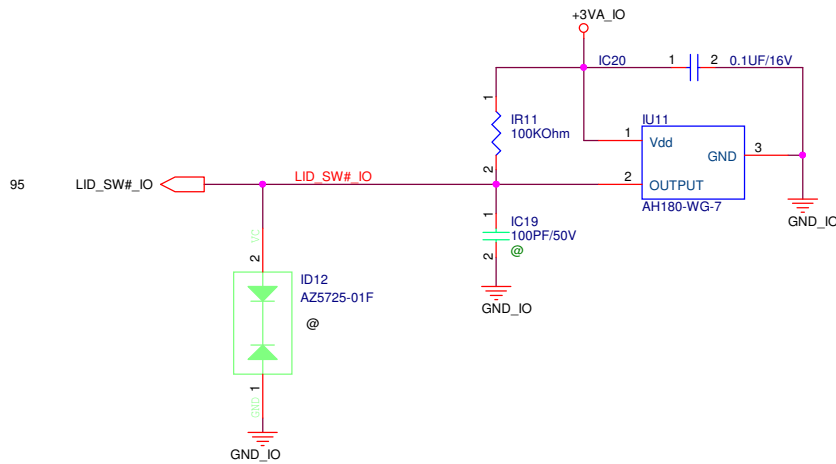 +3VA_IO
IC20
1
2
0.1UF/16V
1
IR11
100KOhm
2
IU11
1
Vdd
GND
3
2
OUTPUT
AH180-WG-7
GND_IO
95
LID_SW#_IO
LID_SW#_IO
1
IC19
100PF/50V
@
2
GND_IO
VC
2
ID12
AZ5725-01F
@
1
GND
GND_IO